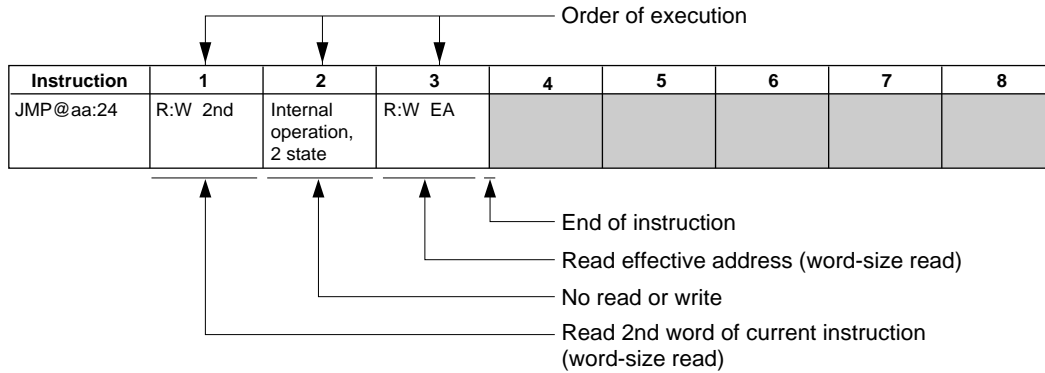 Order of execution
Instruction 1 2 3 4 5 6 7 8
JMP@aa:24 R:W 2nd Internal operation, 2 state R:W EA
End of instruction
Read effective address (word-size read)
No read or write
Read 2nd word of current instruction
(word-size read)